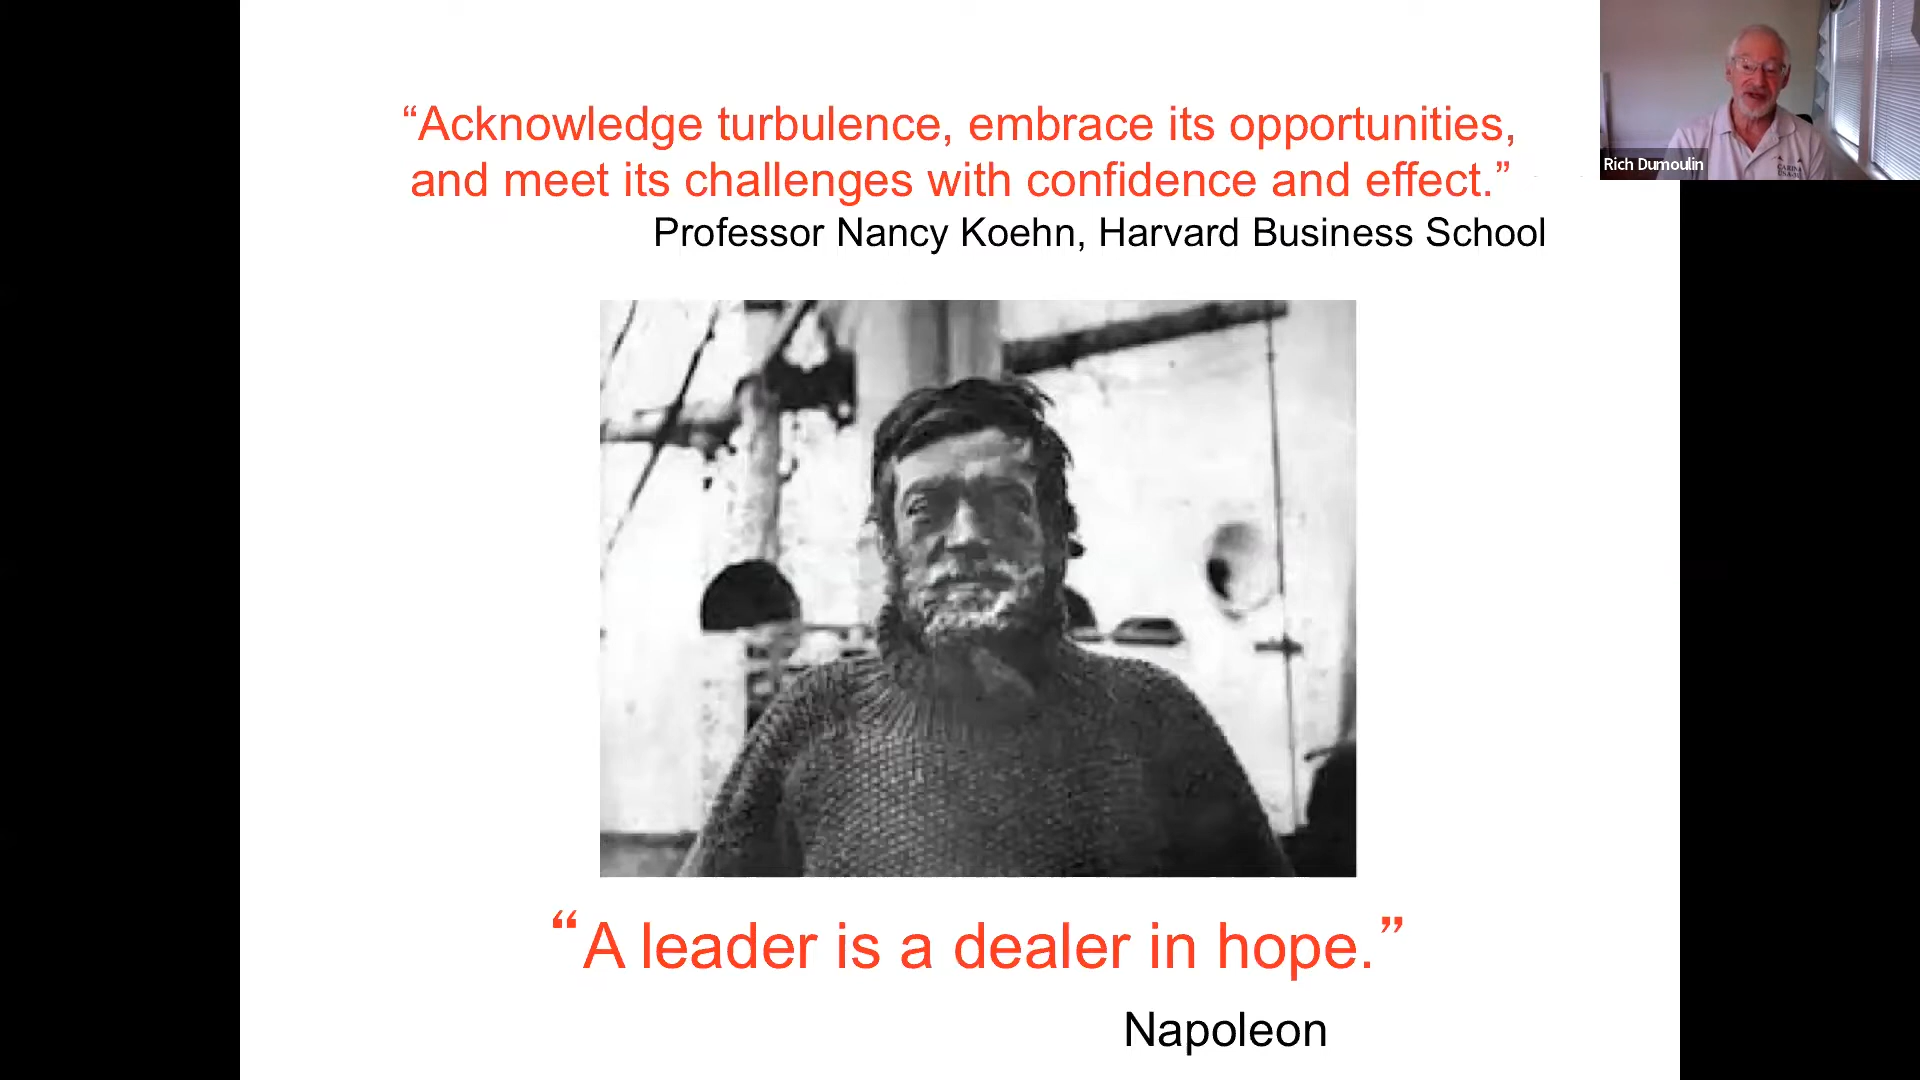 “Acknowledge turbulence, embrace its opportunities,
and meet its challenges with confidence and effect.”
Professor Nancy Koehn, Harvard Business School
“A leader is a dealer in hope.”
Napoleon
Rich Dumoulin